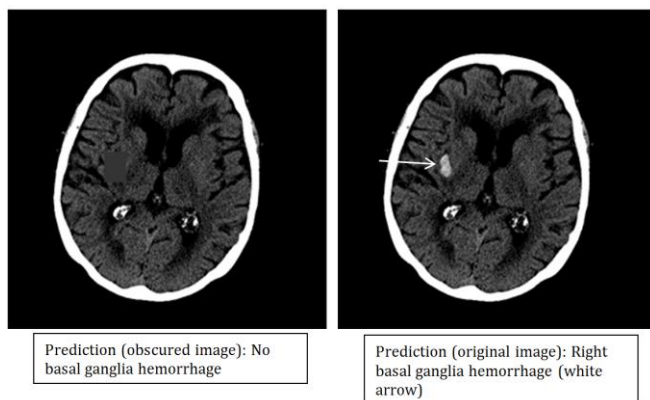 Prediction (obscured image): No
basal ganglia hemorrhage
Prediction (original image): Right
basal ganglia hemorrhage (white
arrow)